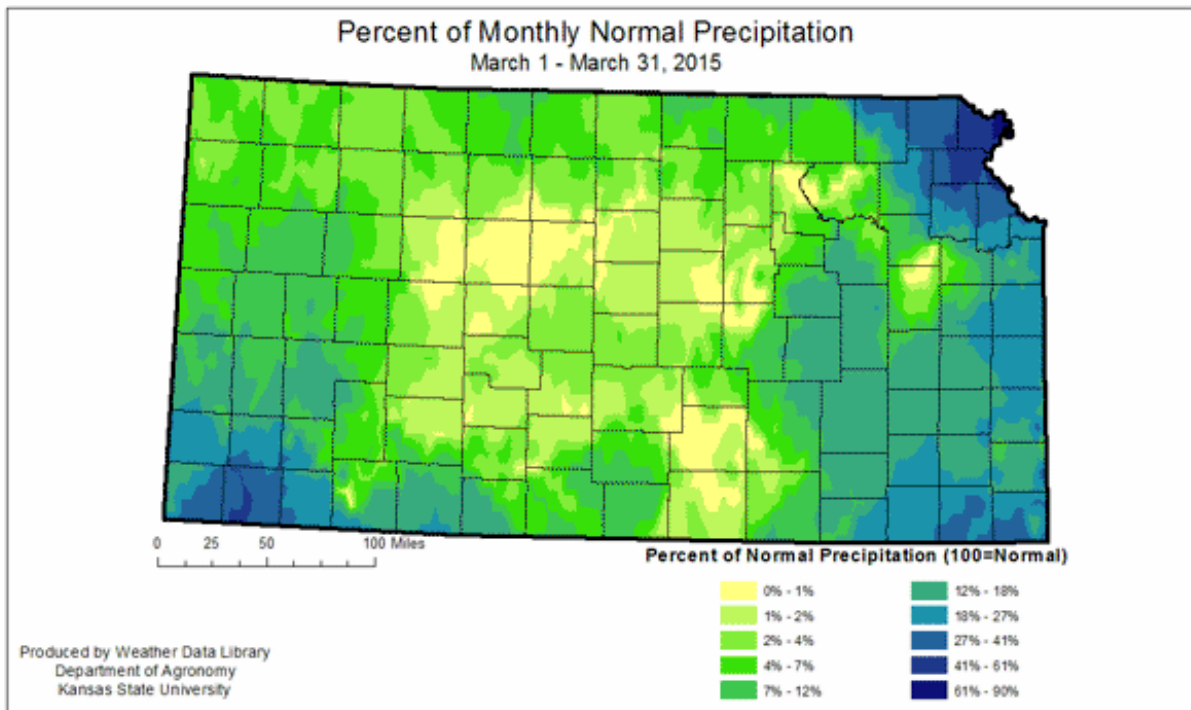 Percent of Monthly Normal Precipitation
March 1 - March 31, 2015
0 25 50 100 Miles
Percent of Normal Precipitation (100=Normal)
0% - 1%
1% - 2%
2% - 4%
4% - 7%
7% - 12%
12% - 18%
18% - 27%
27% - 41%
41% - 61%
61% - 90%
Produced by Weather Data Library
Department of Agronomy
Kansas State University